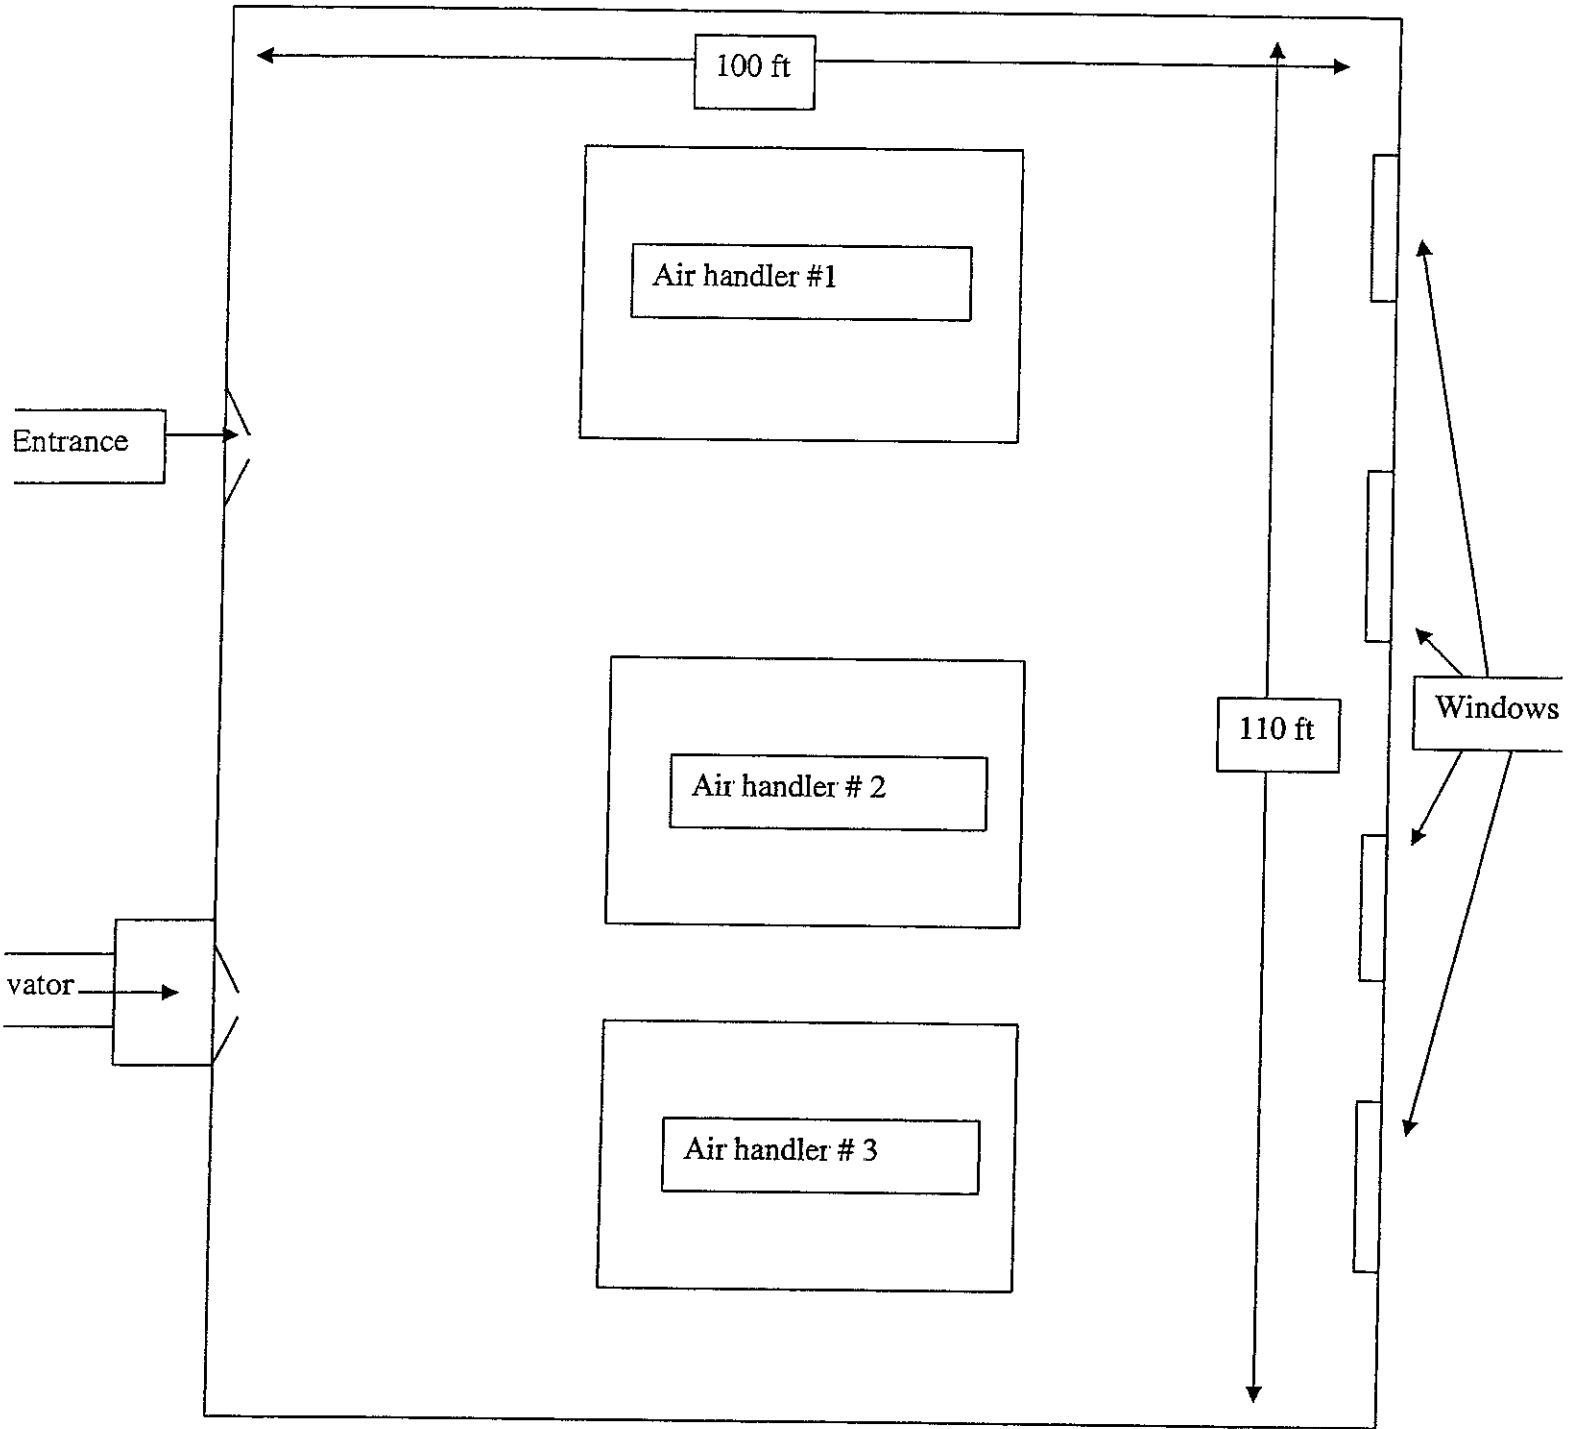 100 ft
Air handler #1
Entrance
Windows
110 ft
Air handler # 2
vator
Air handler # 3